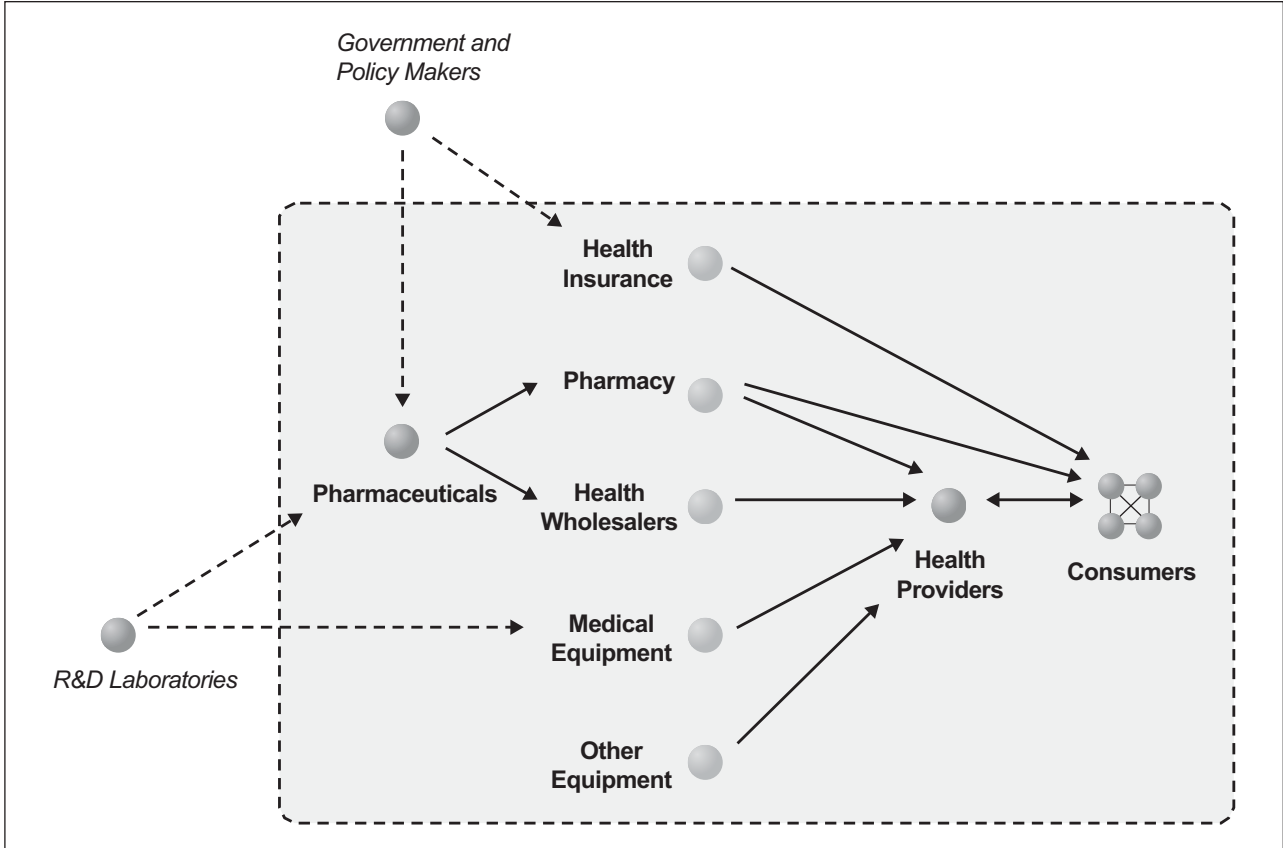 Government and
Policy Makers
Health
Insurance
Pharmacy
Pharmaceuticals
Health
Wholesalers
Health
Providers
Consumers
Medical
Equipment
R&D Laboratories
Other
Equipment